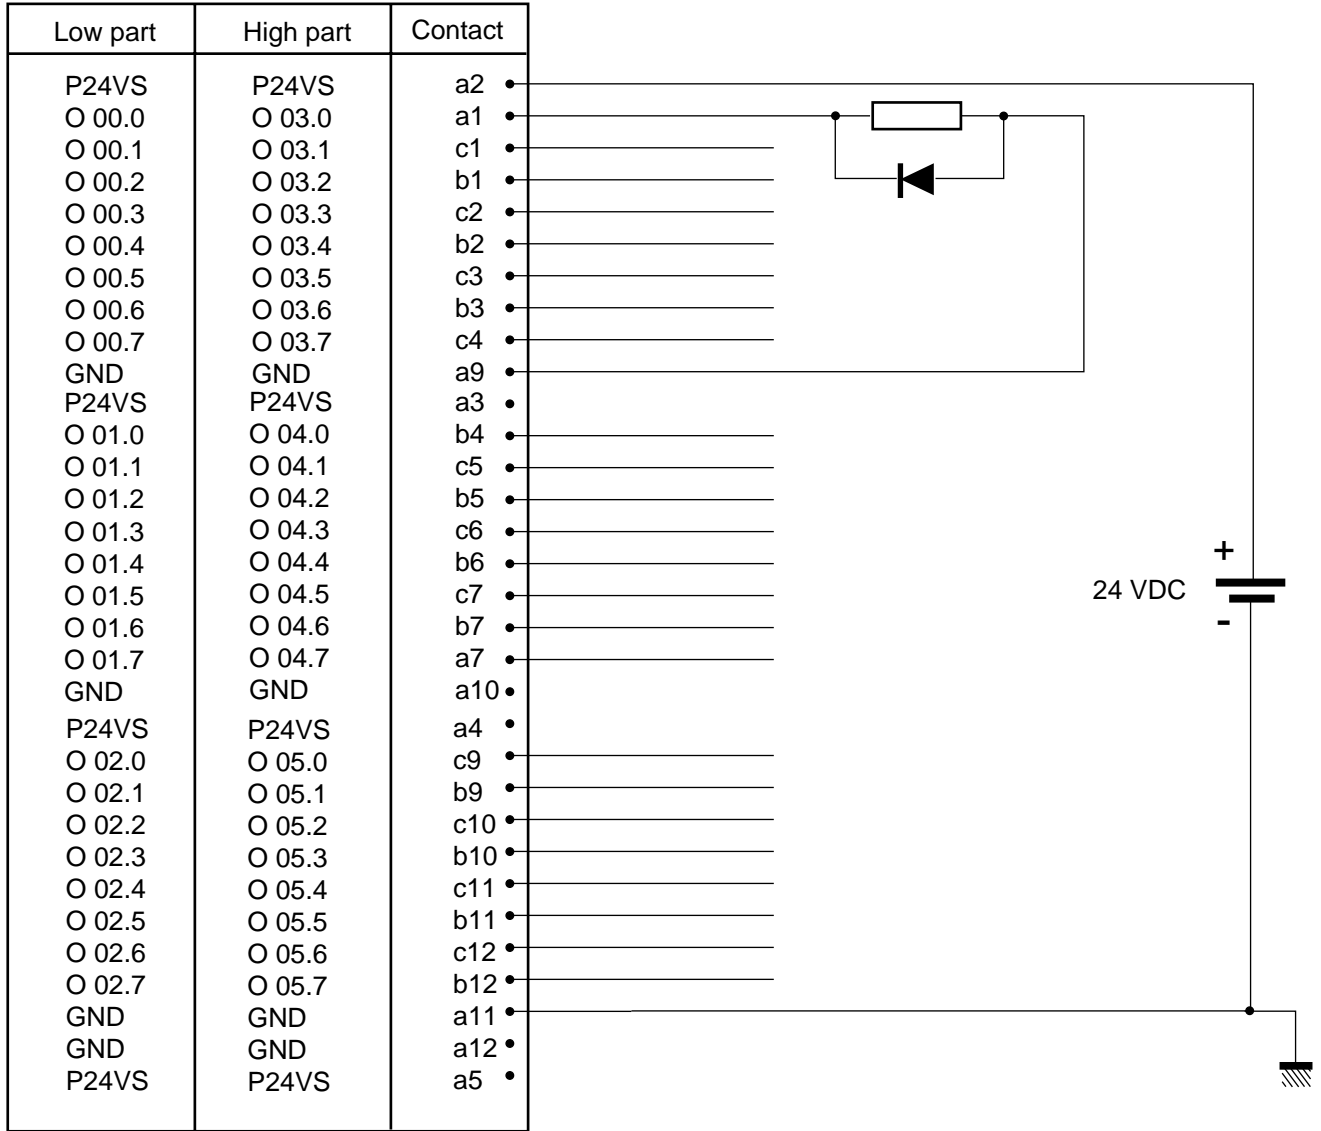 Low part High part Contact
P24VS P24VS a2
O 00.0 O 03.0 a1
O 00.1 O 03.1 c1
O 00.2 O 03.2 b1
O 00.3 O 03.3 c2
O 00.4 O 03.4 b2
O 00.5 O 03.5 c3
O 00.6 O 03.6 b3
O 00.7 O 03.7 c4
GND GND a9
P24VS P24VS a3
O 01.0 O 04.0 b4
O 01.1 O 04.1 c5
O 01.2 O 04.2 b5
O 01.3 O 04.3 c6
O 01.4 O 04.4 b6
O 01.5 O 04.5 c7
O 01.6 O 04.6 b7
O 01.7 O 04.7 a7
GND GND a10
P24VS P24VS a4
O 02.0 O 05.0 c9
O 02.1 O 05.1 b9
O 02.2 O 05.2 c10
O 02.3 O 05.3 b10
O 02.4 O 05.4 c11
O 02.5 O 05.5 b11
O 02.6 O 05.6 c12
O 02.7 O 05.7 b12
GND GND a11
GND GND a12
P24VS P24VS a5
+
24 VDC
-